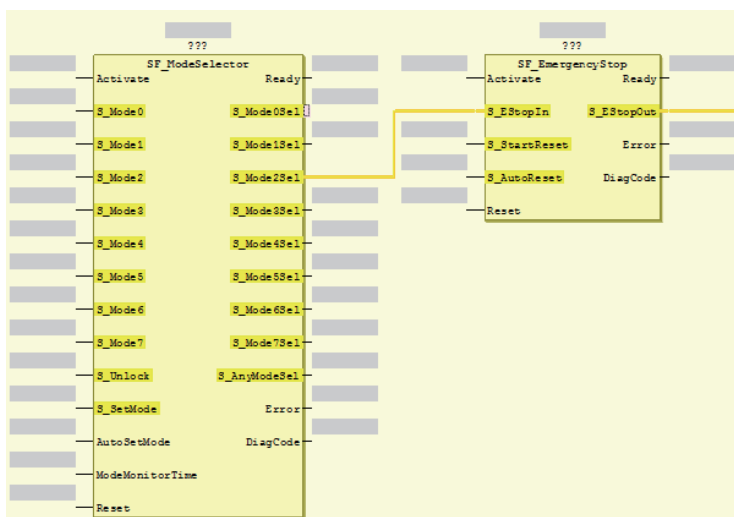 ???
SF_ModeSelector
Activate Ready
S_Mode0 S_Mode0Sel
S_Mode1 S_Mode1Sel
S_Mode2 S_Mode2Sel
S_Mode3 S_Mode3Sel
S_Mode4 S_Mode4Sel
S_Mode5 S_Mode5Sel
S_Mode6 S_Mode6Sel
S_Mode7 S_Mode7Sel
S_Unlock S_AnyModeSel
S_SetMode Error
AutoSetMode DiagCode
ModeMonitorTime
Reset
???
SF_EmergencyStop
Activate Ready
S_EStopIn S_EStopOut
S_StartReset Error
S_AutoReset DiagCode
Reset